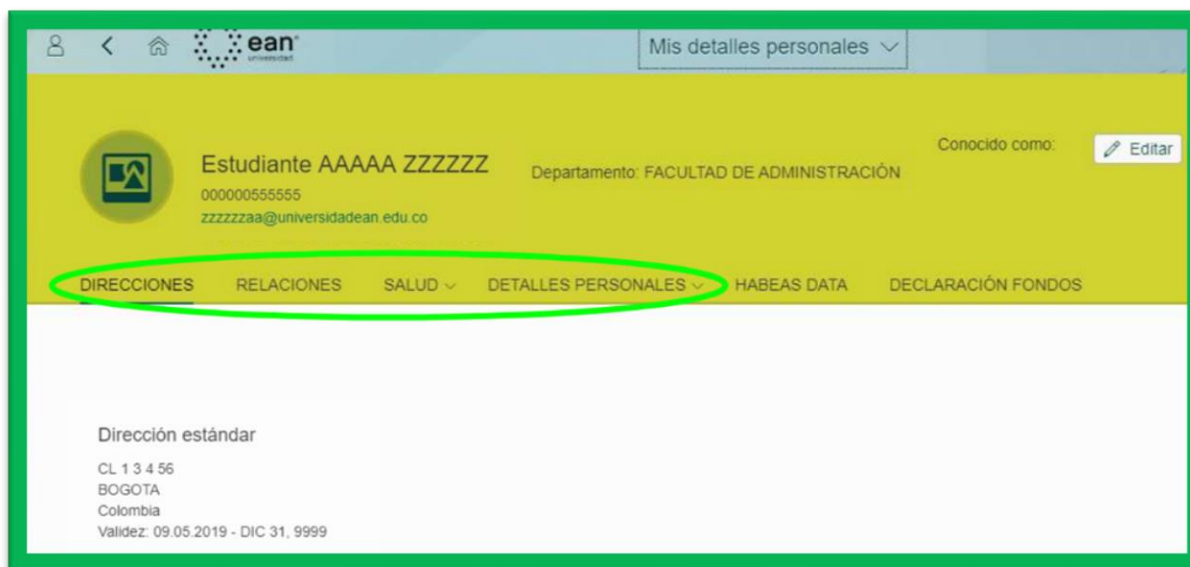 ean
universidad
Mis detalles personales
Conocido como:
Editar
Estudiante AAAAA ZZZZZZ
Departamento: FACULTAD DE ADMINISTRACIÓN
000000555555
zzzzzzaa@universidadean.edu.co
DIRECCIONES RELACIONES SALUD DETALLES PERSONALES HABEAS DATA DECLARACIÓN FONDOS
Dirección estándar
CL 1 3 4 56
BOGOTA
Colombia
Validez: 09.05.2019 - DIC 31, 9999